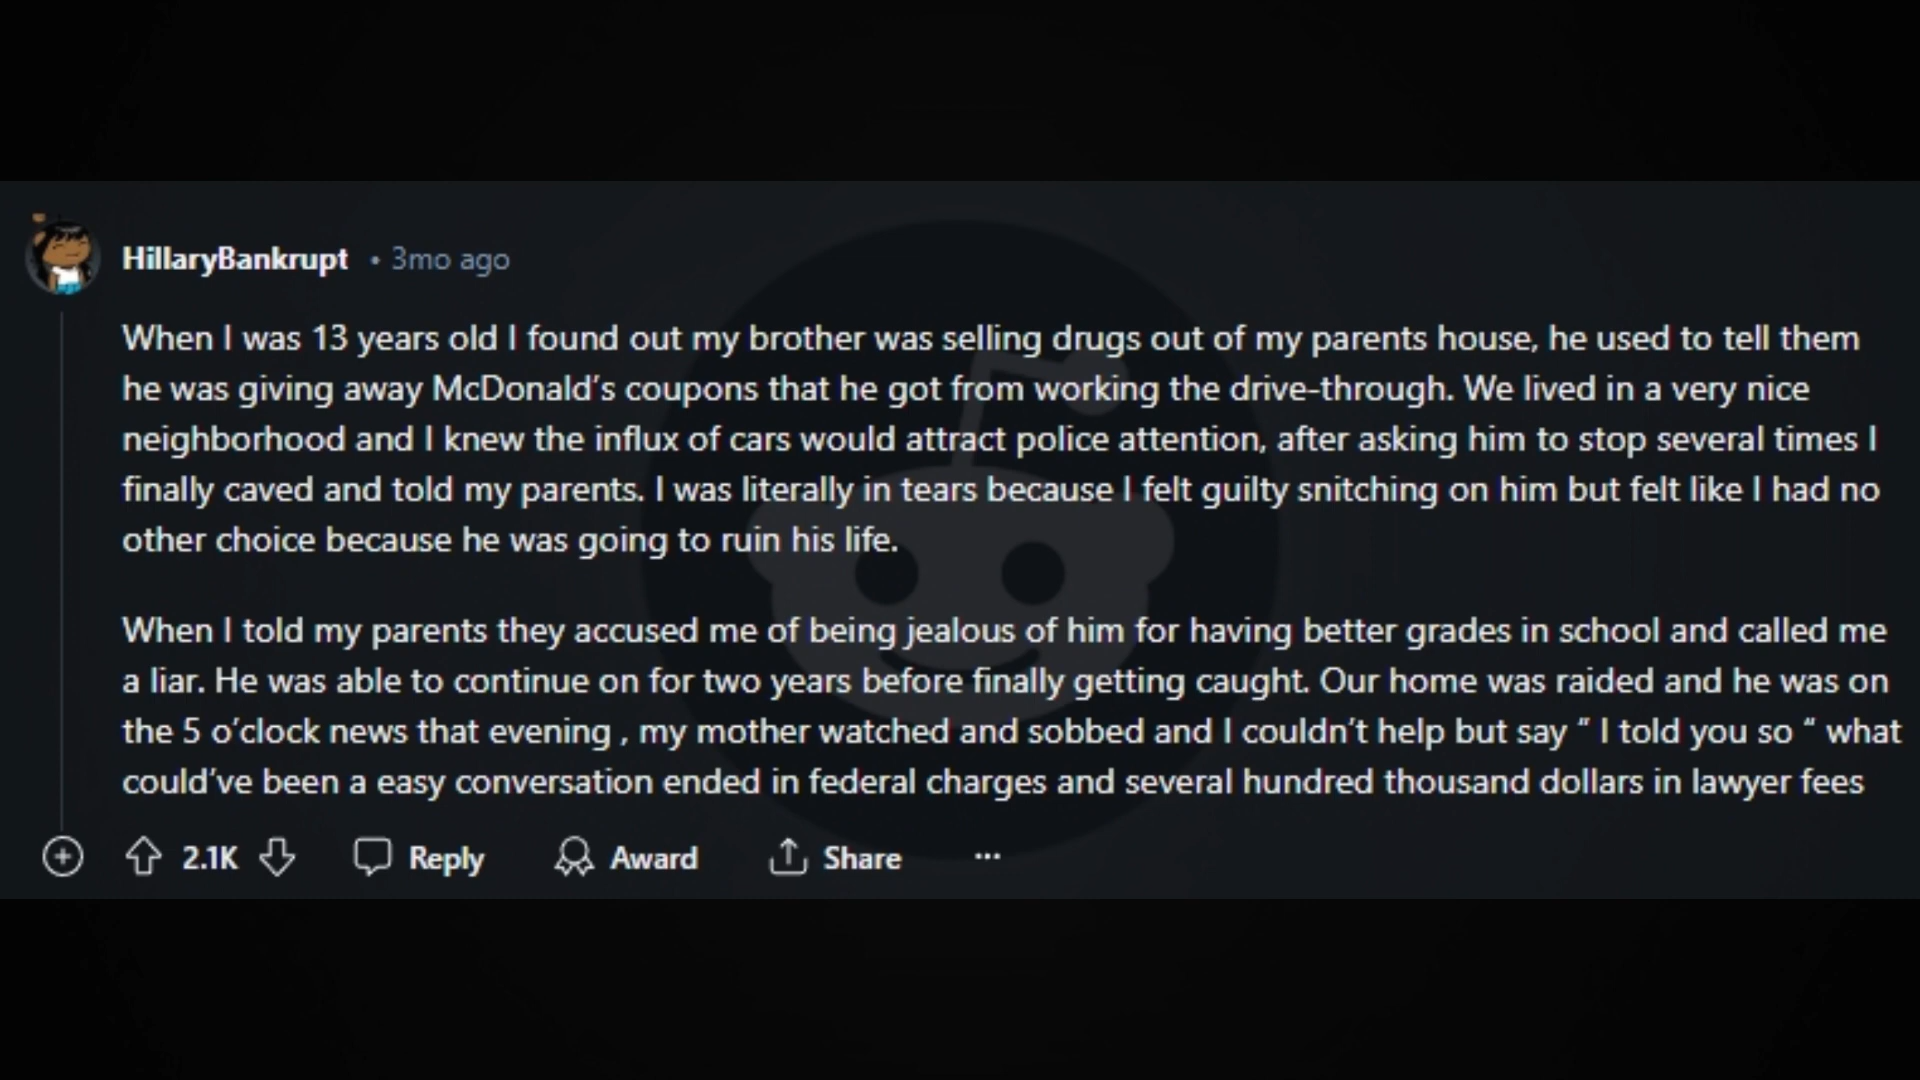 HillaryBankrupt • 3mo ago
When I was 13 years old I found out my brother was selling drugs out of my parents house, he used to tell them
he was giving away McDonald’s coupons that he got from working the drive-through. We lived in a very nice
neighborhood and I knew the influx of cars would attract police attention, after asking him to stop several times I
finally caved and told my parents. I was literally in tears because I felt guilty snitching on him but felt like I had no
other choice because he was going to ruin his life.
When I told my parents they accused me of being jealous of him for having better grades in school and called me
a liar. He was able to continue on for two years before finally getting caught. Our home was raided and he was on
the 5 o’clock news that evening , my mother watched and sobbed and I couldn’t help but say “ I told you so “ what
could’ve been a easy conversation ended in federal charges and several hundred thousand dollars in lawyer fees
2.1K Reply Award Share ...